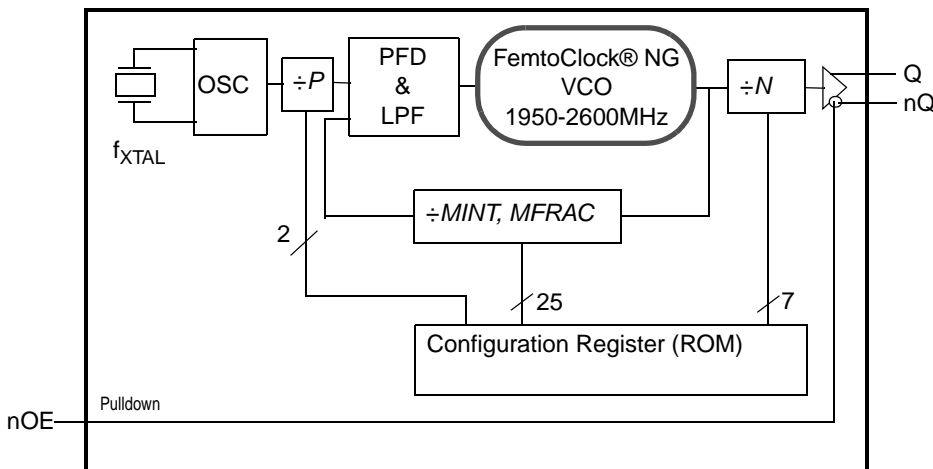 OSC
÷P
PFD
&
LPF
FemtoClock® NG
VCO
1950-2600MHz
÷N
Q
nQ
fXTAL
÷MINT, MFRAC
2
25
7
Configuration Register (ROM)
Pulldown
nOE